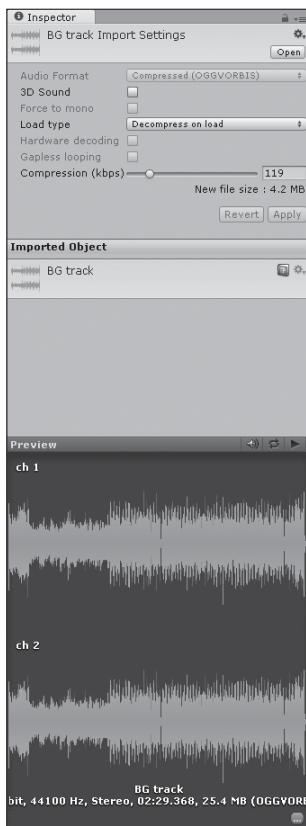 Inspector
BG track Import Settings
Open
Audio Format Compressed (OGGVORBIS)
3D Sound
Force to mono
Load type Decompress on load
Hardware decoding
Gapless looping
Compression (kbps) 119
New file size : 4.2 MB
Revert Apply
Imported Object
BG track
Preview
ch 1
ch 2
BG track
bit, 44100 Hz, Stereo, 02:29.368, 25.4 MB (OGGVORB